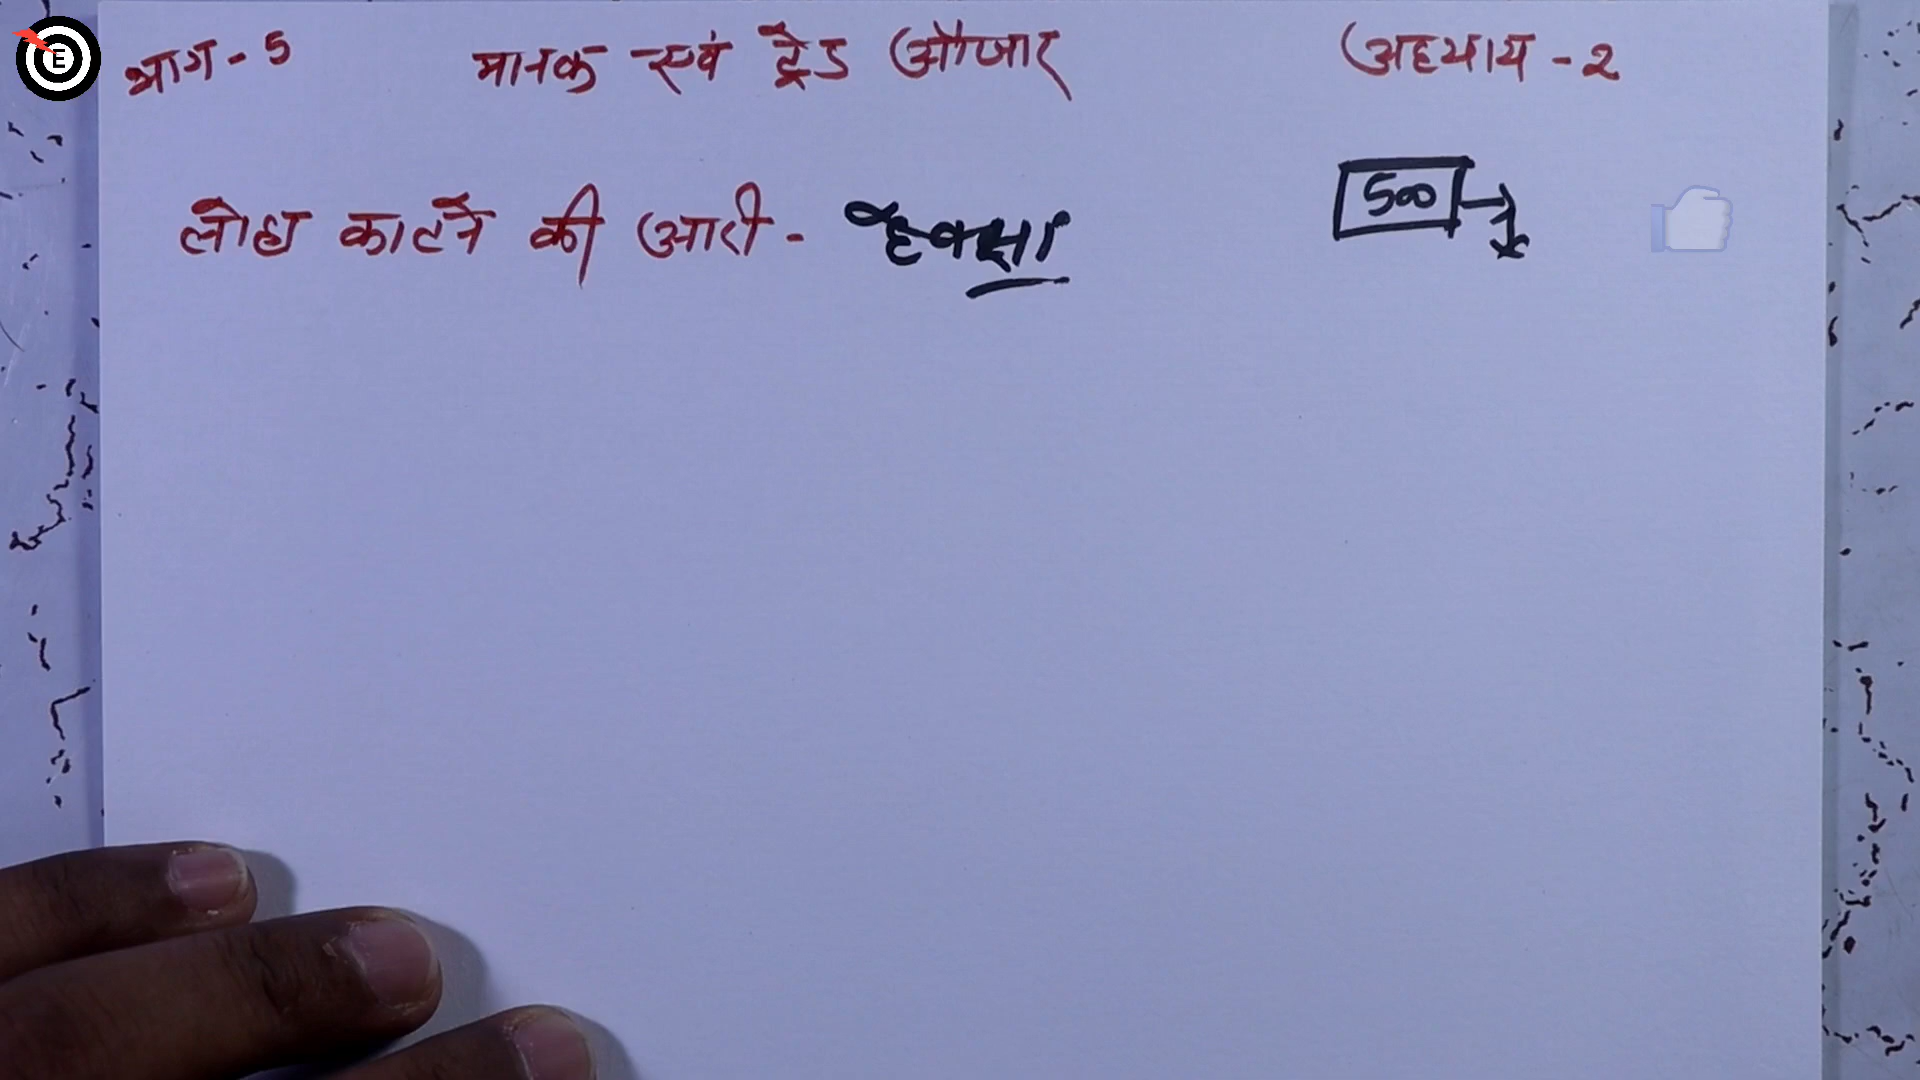 भाग - 5 मानक एवं ट्रेड औजार अध्याय - 2
लोहा काटने की आरी - हैक्सा 500
E